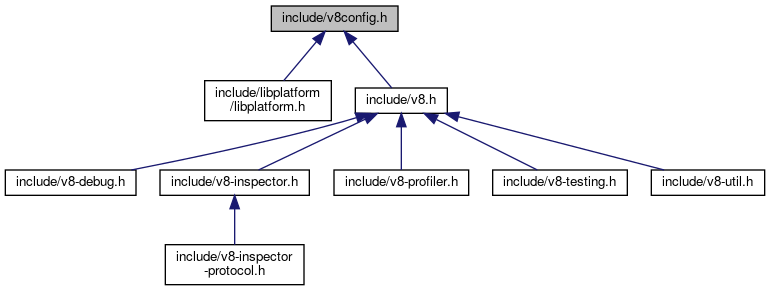 include/v8config.h
include/libplatform
/libplatform.h
include/v8.h
include/v8-debug.h
include/v8-inspector.h
include/v8-profiler.h
include/v8-testing.h
include/v8-util.h
include/v8-inspector
-protocol.h